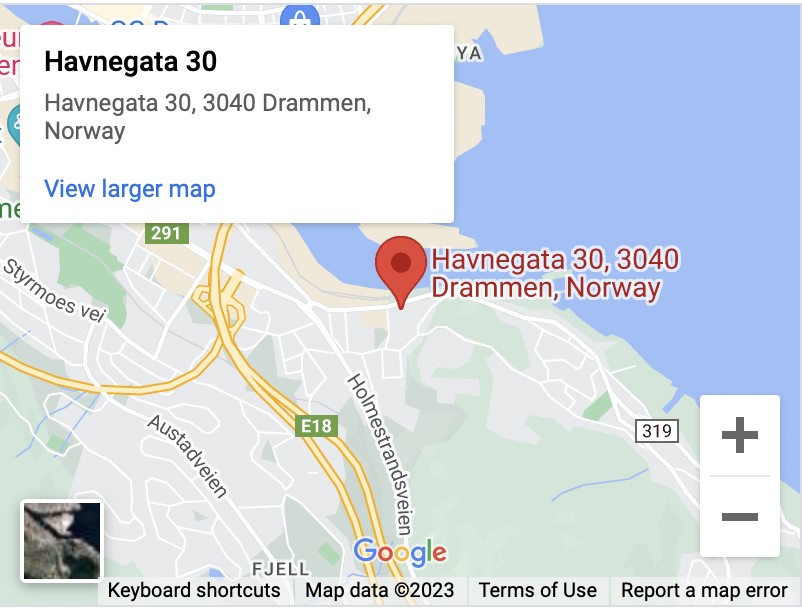 Havnegata 30
Havnegata 30, 3040 Drammen,
Norway
View larger map
YA
291
Havnegata 30, 3040
Drammen, Norway
Styrmoes vei
Holmestrandsveien
E18
319
Austadveien
FJELL
Google
Keyboard shortcuts
Map data ©2023
Terms of Use
Report a map error